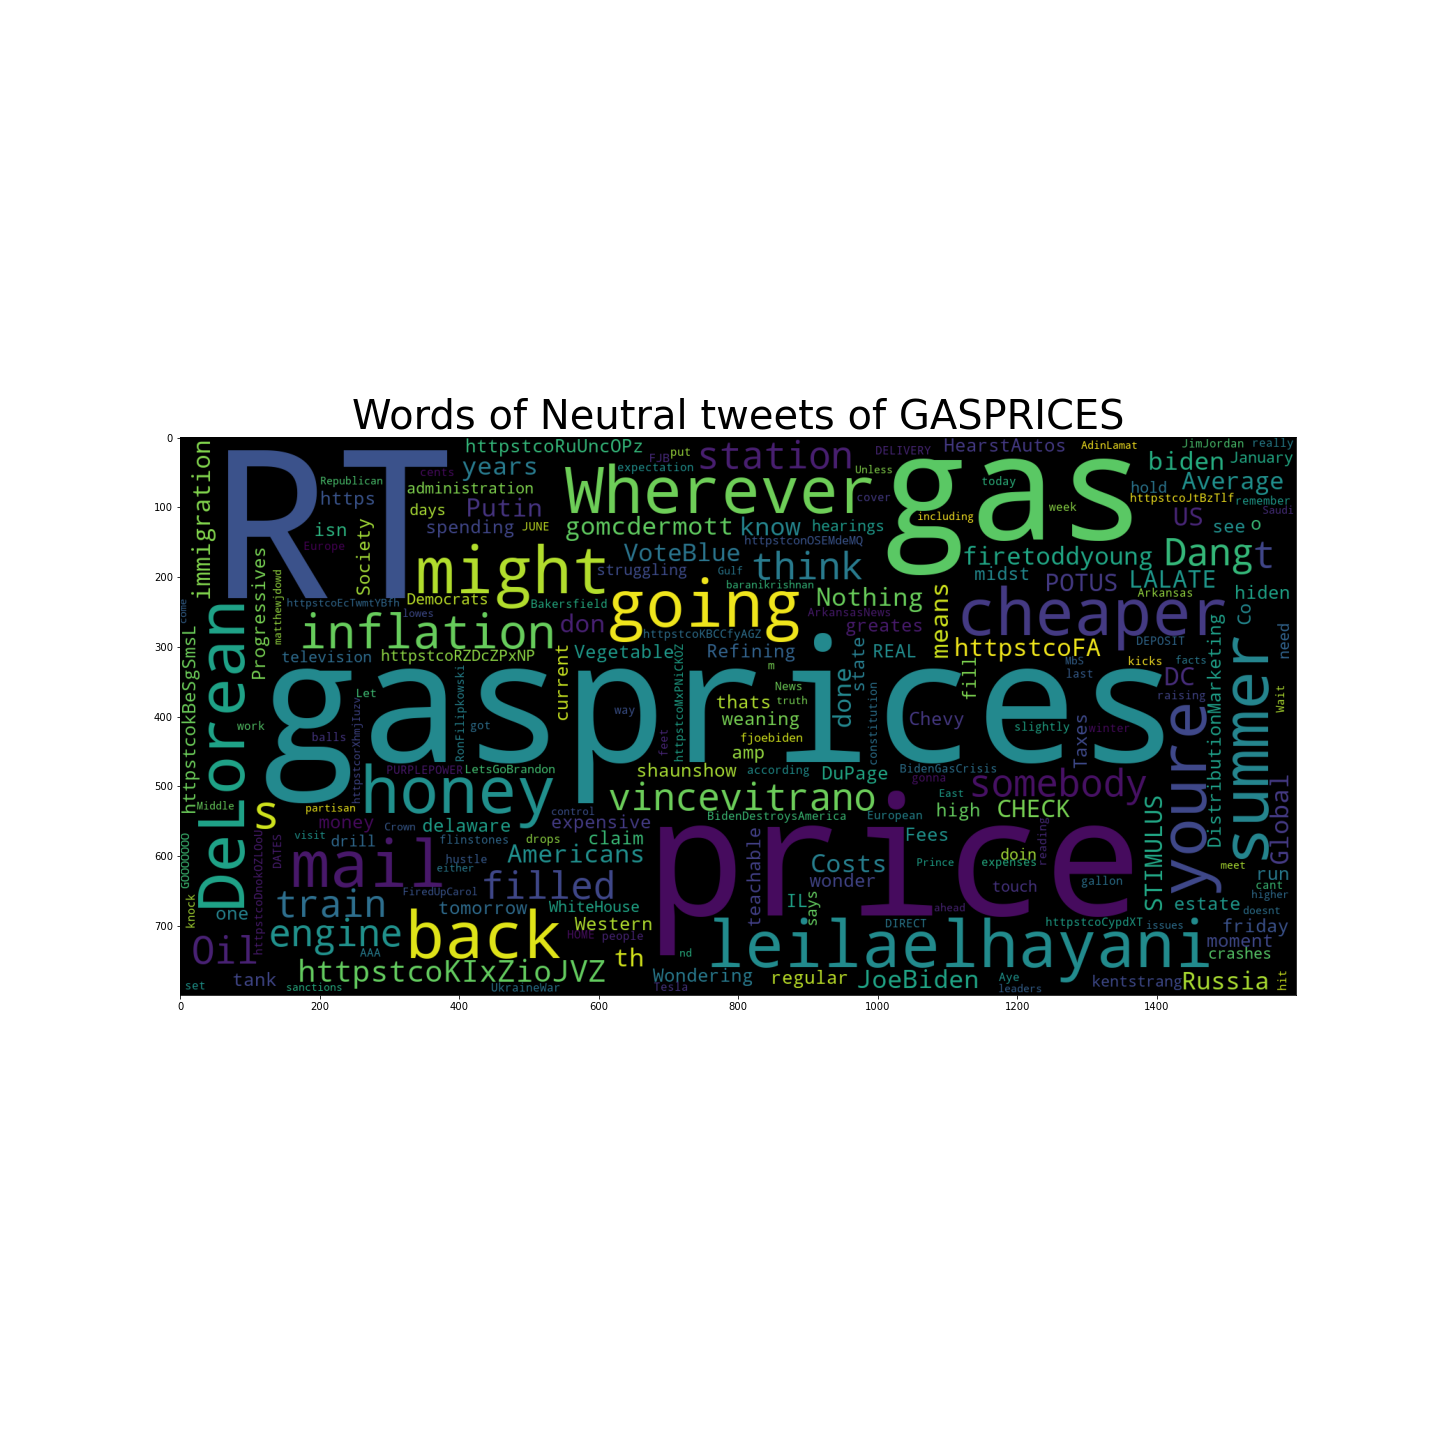 Words of Neutral tweets of GASPRICES
0
100
200
300
400
500
600
700
0
200
400
600
800
1000
1200
1400
RT
gas
gasprices
price
httpstcoRuUncOPz
put
FJB
station
DELIVERY
HearstAutos
AdinLamat
JimJordan
really
immigration
cents
years
expectation
Wherever
Unless
biden
January
Republican
https
administration
cover
today
hold
Average
httpstcoJtBzTlf
remember
days
Putin
including
week
US
Saudi
isn
spending
JUNE
gomcdermott
know
hearings
see
o
Europe
Society
httpstconOSEMdeMQ
VoteBlue
might
think
firetoddyoung
Dang
t
Progressives
matthewjdowd
struggling
Gulf
baranikrishnan
midst
POTUS
LALATE
hiden
httpstcoEcTwmtYBfh
Democrats
Bakersfield
going
Nothing
Arkansas
Co
come
lowes
ArkansasNews
cheaper
DeLorean
inflation
don
httpstcoKBCCfyAGZ
greates
means
need
television
httpstcoRZDcZPxNP
Vegetable
Refining
state
REAL
httpstcoFA
DEPOSIT
httpstcokBeSgSmsL
current
m
fill
MbS
kicks
facts
last
DC
DistributionMarketing
summer
Let
News
thats
truth
raising
Wait
work
httpstcorXhmjIuzy
RonFilipkowski
got
way
httpstcoMxPNiCKOZ
weaning
done
constitution
Chevy
slightly
Taxes
winter
youre
balls
feet
fjoebiden
amp
PURPLEPOWER
LetsGoBrandon
shaunshow
according
DuPage
BidenGasCrisis
gonna
somebody
Global
honey
vincevitrano
East
Middle
partisan
s
control
BidenDestroysAmerica
European
high
CHECK
STIMULUS
money
Crown
delaware
expensive
visit
drill
flinstones
drops
claim
Fees
GOOOOOO
httpstcoDnokOZLOoU
DATES
mail
hustle
Americans
teachable
Costs
Prince
expenses
doin
reading
meet
either
wonder
run
knock
FiredUpCarol
filled
touch
gallon
cant
higher
one
train
tomorrow
WhiteHouse
IL
says
ahead
estate
doesnt
engine
back
Western
DIRECT
httpstcoCypdXT
issues
friday
Oil
AAA
HOME
people
leilaelhayani
moment
th
nd
crashes
tank
httpstcoKIxZioJVZ
Wondering
regular
JoeBiden
Aye
kentstrang
Russia
hit
set
sanctions
UkraineWar
Tesla
leaders